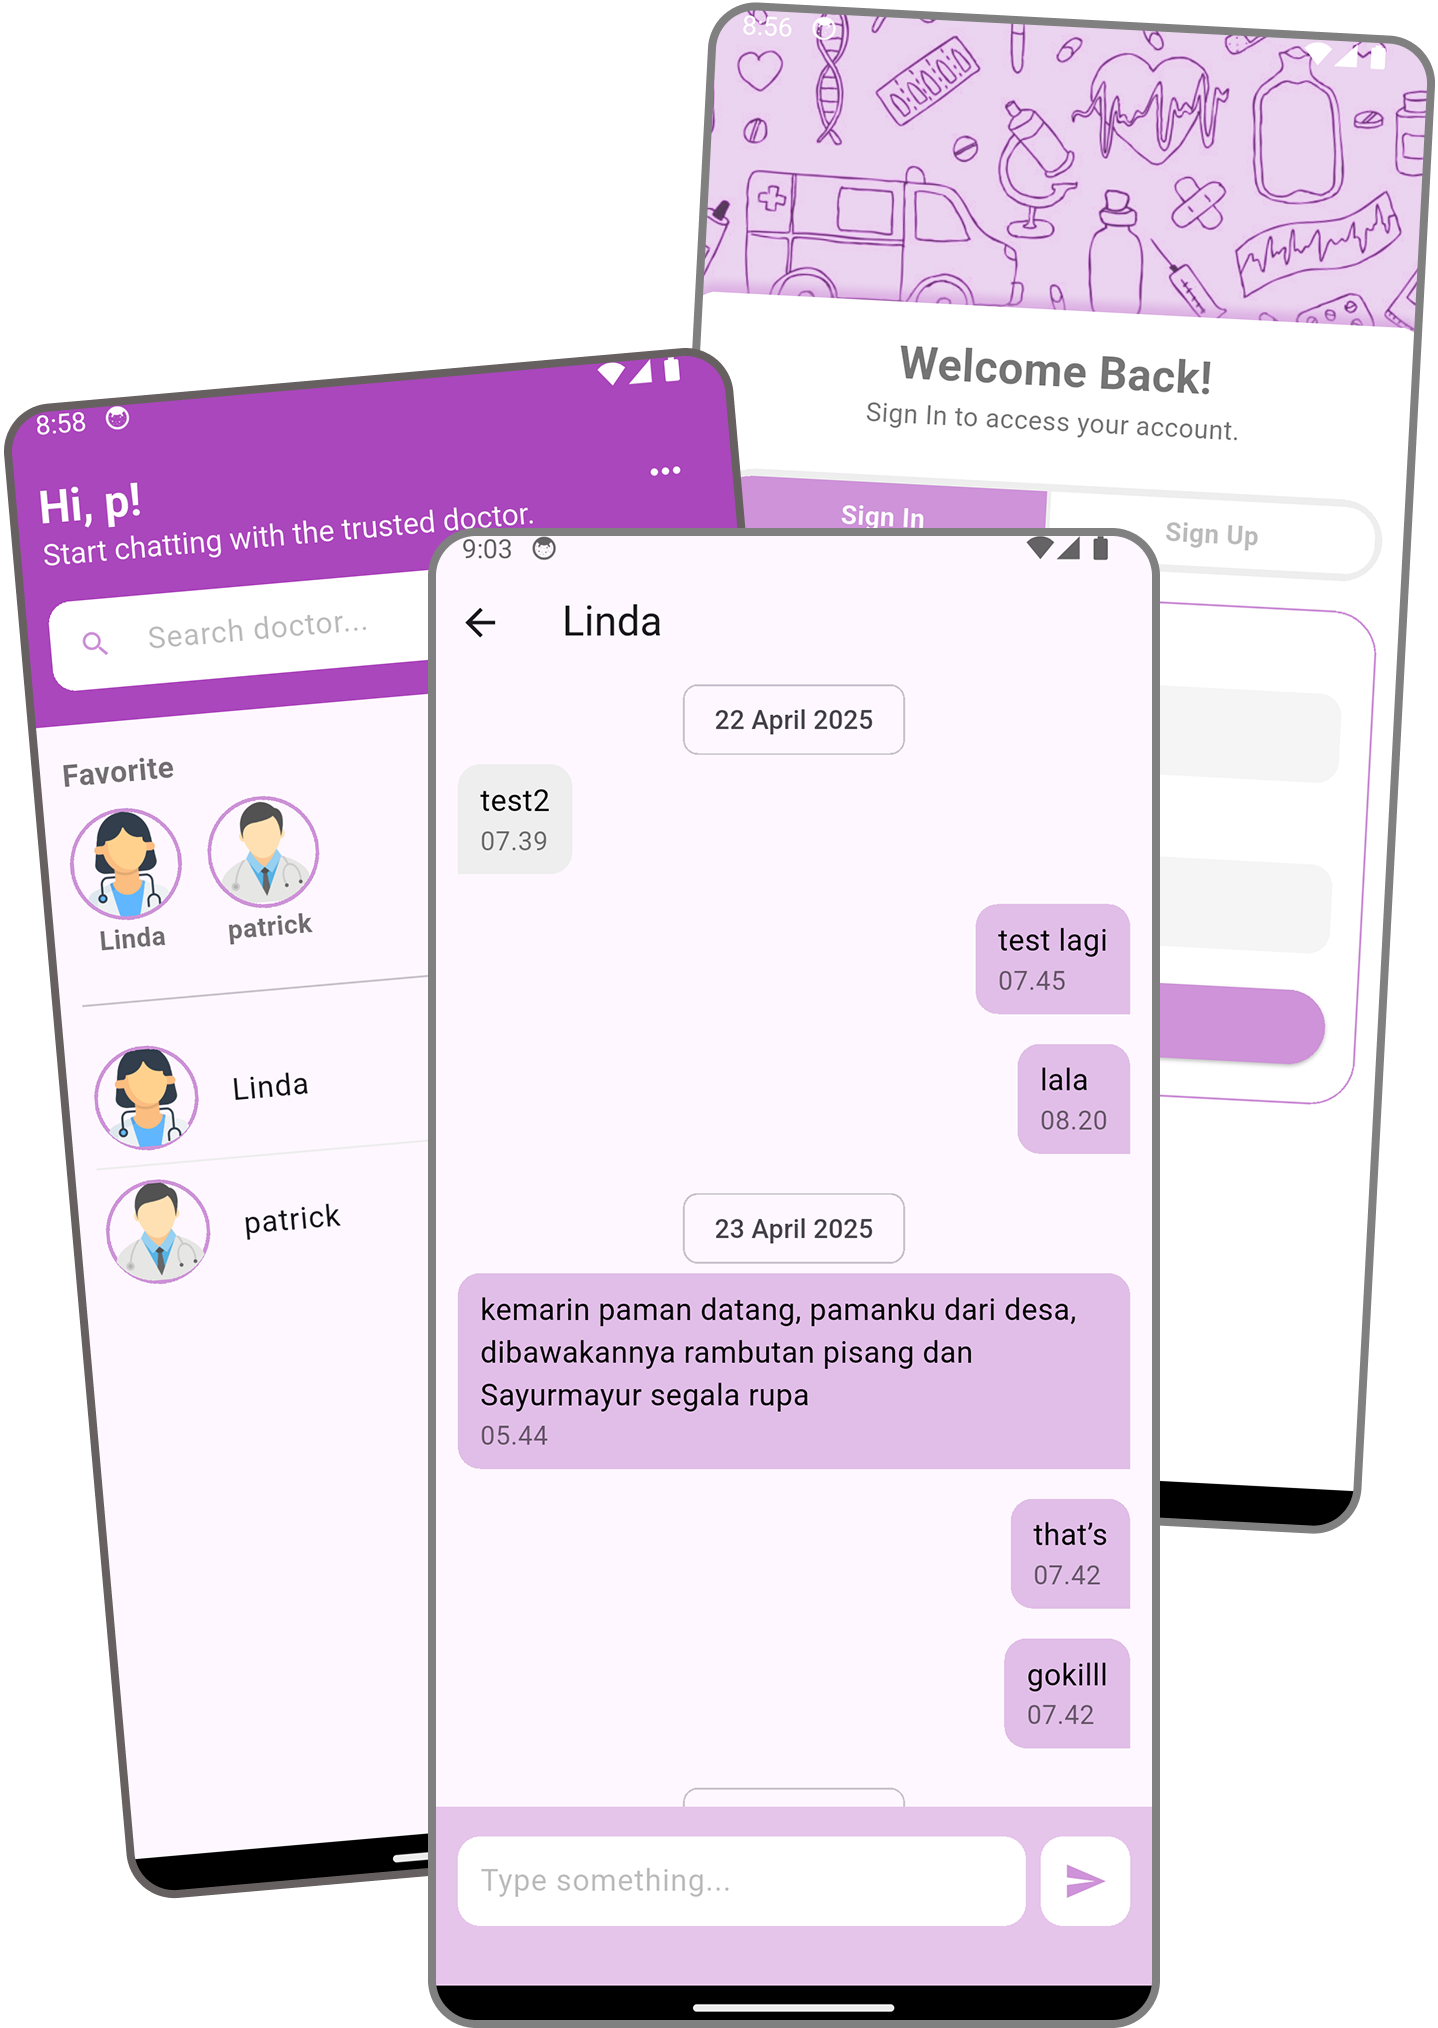 8:56
Welcome Back!
Sign In to access your account.
Sign In
Sign Up
8:58
Hi, p!
Start chatting with the trusted doctor.
Search doctor...
Favorite
Linda
patrick
Linda
patrick
9:03
Linda
22 April 2025
test2
07.39
test lagi
07.45
lala
08.20
23 April 2025
kemarin paman datang, pamanku dari desa,
dibawakannya rambutan pisang dan
Sayurmayur segala rupa
05.44
that’s
07.42
gokilll
07.42
Type something...